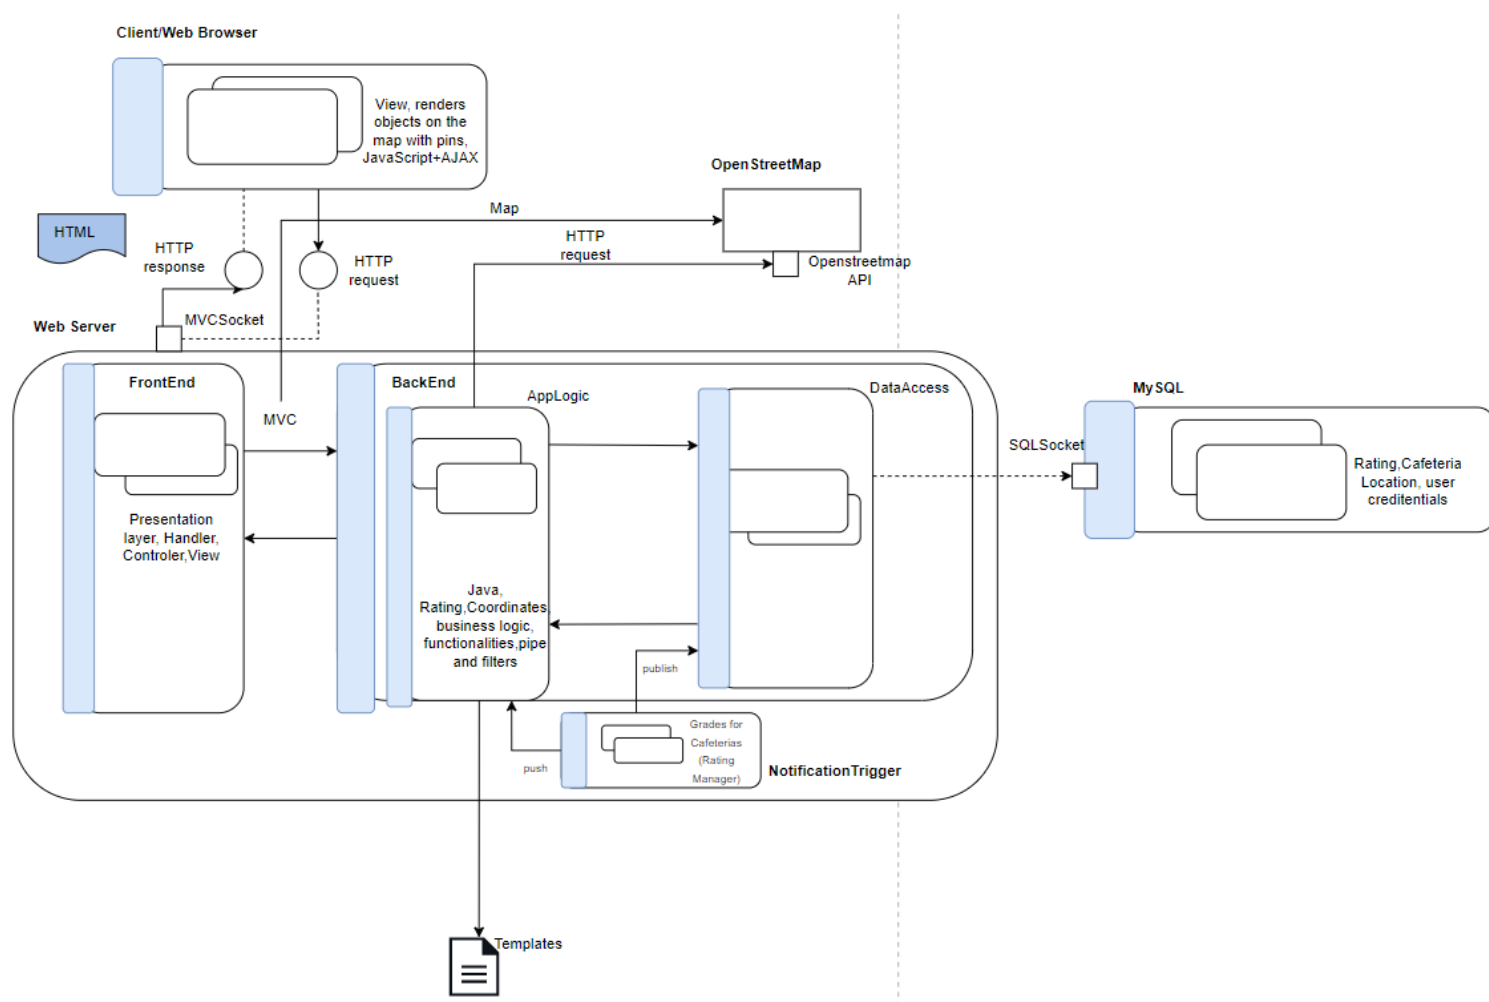 Client/Web Browser
View, renders
objects on the
map with pins,
JavaScript+AJAX
OpenStreetMap
HTML
Map
HTTP
response
HTTP
request
HTTP
request
Openstreetmap
API
MVCSocket
Web Server
FrontEnd
BackEnd
AppLogic
DataAccess
MySQL
MVC
SQLSocket
Rating,Cafeteria
Location, user
creditentials
Presentation
layer, Handler,
Controler,View
Java,
Rating,Coordinates,
business logic,
functionalities,pipe
and filters
publish
push
Grades for
Cafeterias
(Rating
Manager)
NotificationTrigger
Templates